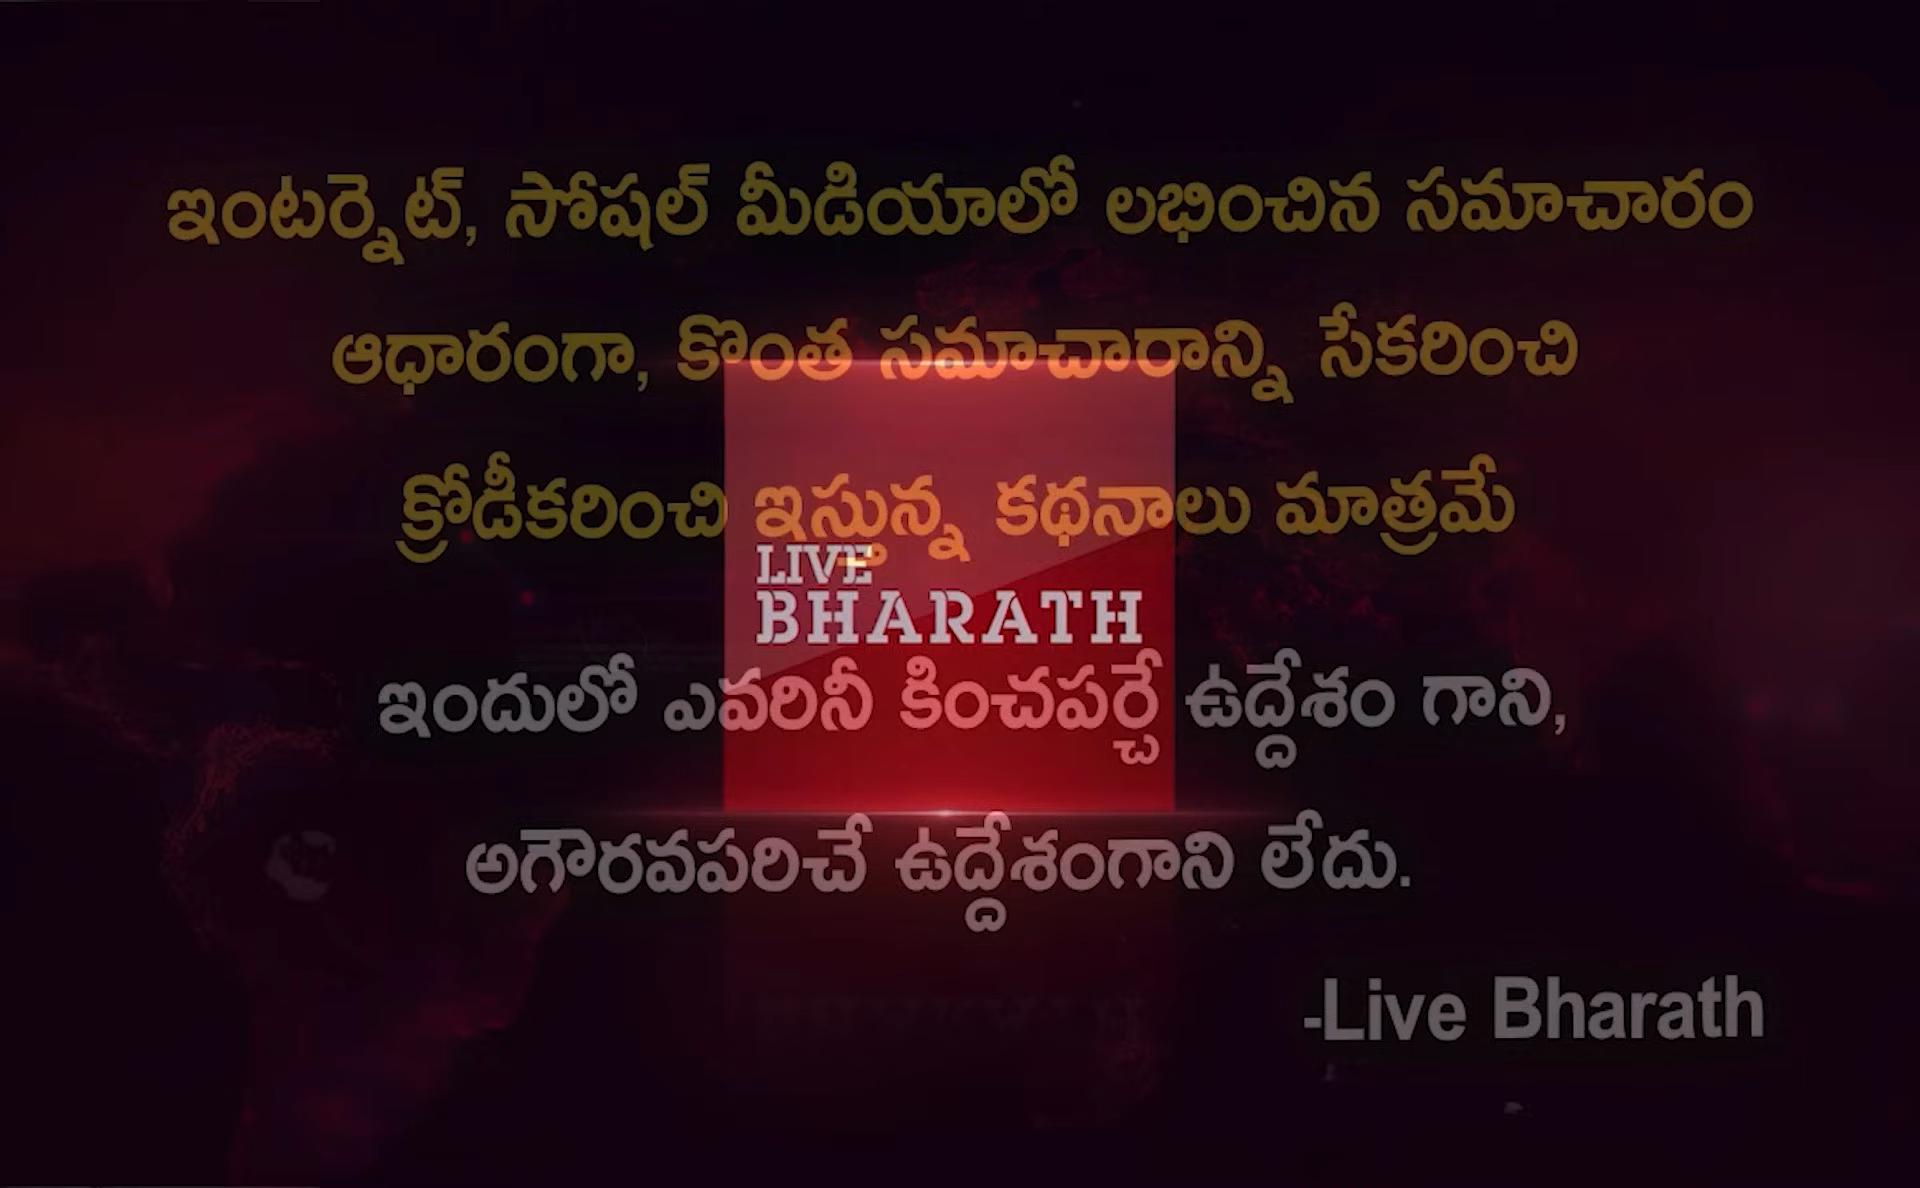 ఇంటర్నెట్, సోషల్ మీడియాలో లభించిన సమాచారం
ఆధారంగా, కొంత సమాచారాన్ని సేకరించి
క్రోడీకరించి ఇస్తున్న కథనాలు మాత్రమే
LIVE
BHARATH
ఇందులో ఎవరినీ కించపర్చే ఉద్దేశం గాని,
అగౌరవపరిచే ఉద్దేశంగాని లేదు.
-Live Bharath